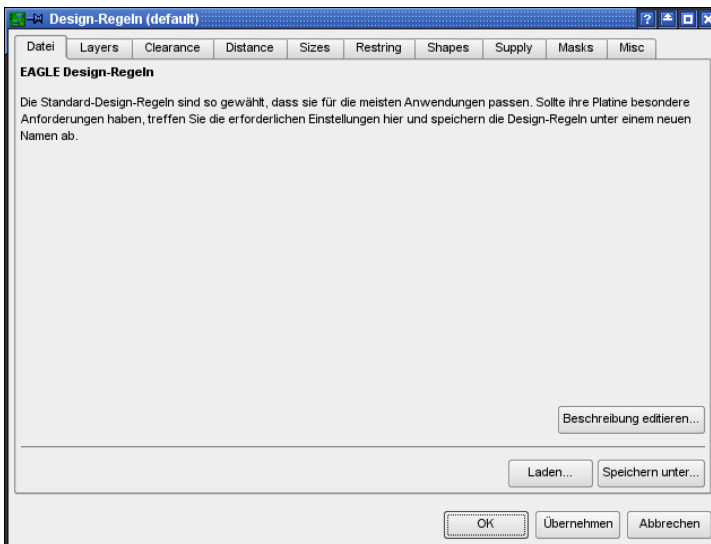 Design-Regeln (default)
Datei Layers Clearance Distance Sizes Restring Shapes Supply Masks Misc
EAGLE Design-Regeln
Die Standard-Design-Regeln sind so gewählt, dass sie für die meisten Anwendungen passen. Sollte ihre Platine besondere
Anforderungen haben, treffen Sie die erforderlichen Einstellungen hier und speichern die Design-Regeln unter einem neuen
Namen ab.
Beschreibung editieren...
Laden... Speichern unter...
OK Übernehmen Abbrechen